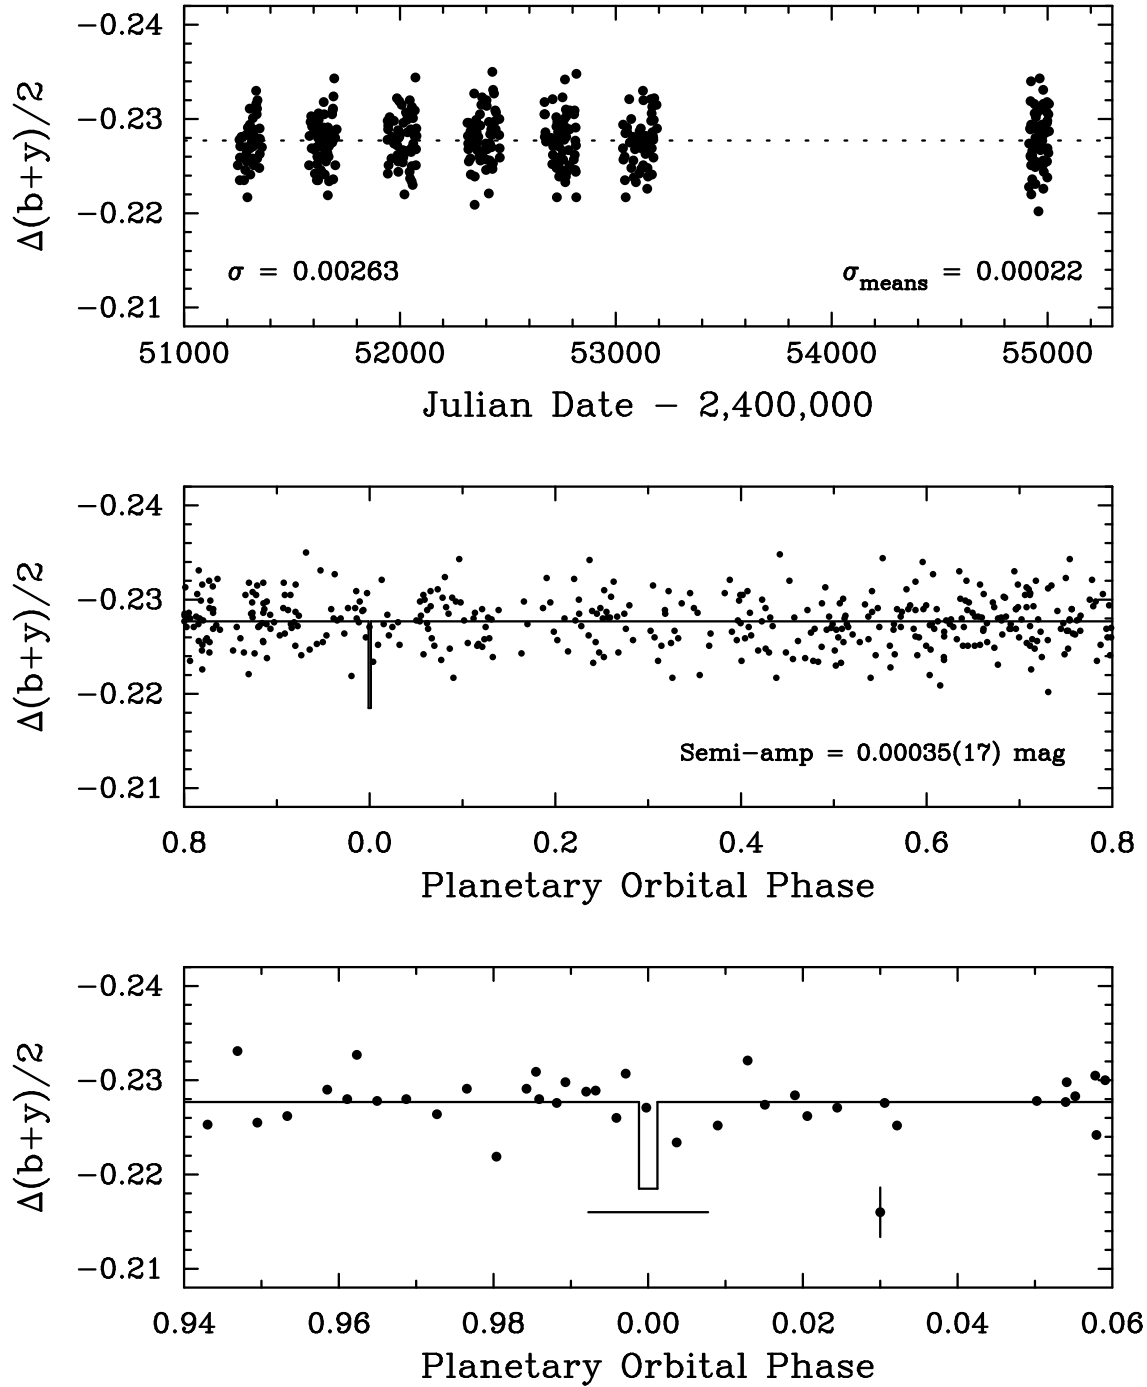 Δ(b+y)/2
−0.24
−0.23
−0.22
−0.21
σ = 0.00263
σmeans = 0.00022
51000 52000 53000 54000 55000
Julian Date − 2,400,000
Δ(b+y)/2
−0.24
−0.23
−0.22
−0.21
Semi−amp = 0.00035(17) mag
0.8 0.0 0.2 0.4 0.6 0.8
Planetary Orbital Phase
Δ(b+y)/2
−0.24
−0.23
−0.22
−0.21
0.94 0.96 0.98 0.00 0.02 0.04 0.06
Planetary Orbital Phase